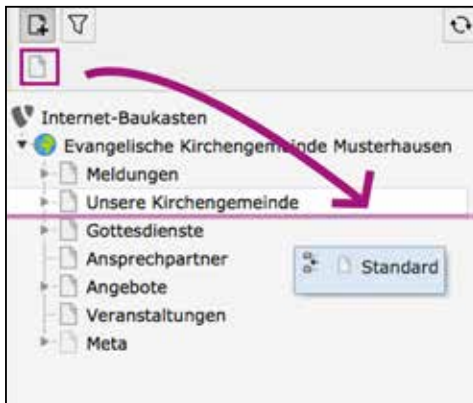 Internet-Baukasten
Evangelische Kirchengemeinde Musterhausen
Meldungen
Unsere Kirchengemeinde
Gottesdienste
Ansprechpartner
Standard
Angebote
Veranstaltungen
Meta